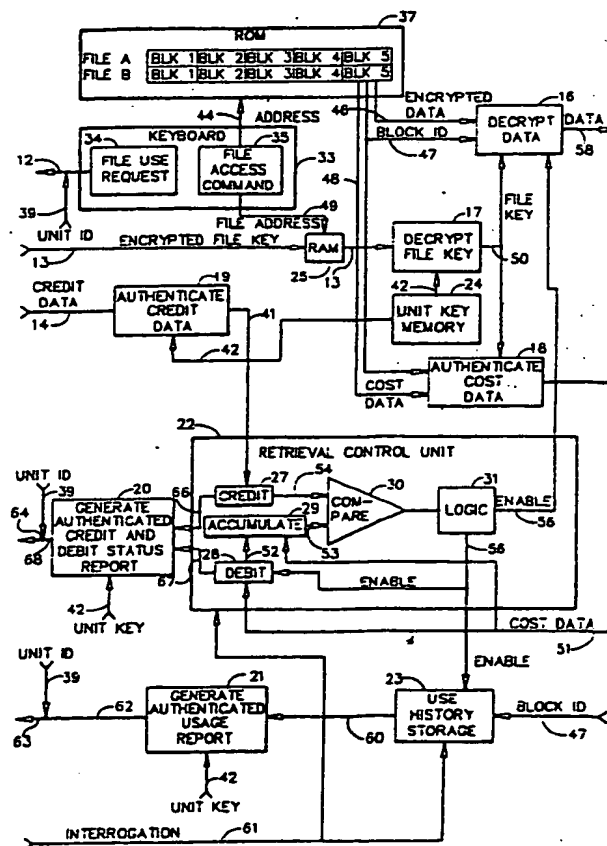 37
ROM
FILE A BLK 1 BLK 2 BLK 3 BLK 4 BLK 5
FILE B BLK 1 BLK 2 BLK 3 BLK 4 BLK 5
44
ADDRESS
46
ENCRYPTED
DATA
16
DECRYPT
DATA
DATA
58
BLOCK ID
47
KEYBOARD
34
FILE USE
REQUEST
35
FILE
ACCESS
COMMAND
33
12
39
UNIT ID
48
FILE
KEY
49
FILE ADDRESS
17
ENCRYPTED FILE KEY
13
RAM
25
13
DECRYPT
FILE KEY
50
CREDIT
DATA
14
19
AUTHENTICATE
CREDIT
DATA
41
42
24
UNIT KEY
MEMORY
42
18
AUTHENTICATE
COST
DATA
COST
DATA
22
RETRIEVAL CONTROL UNIT
UNIT ID
39
64
68
20
GENERATE
AUTHENTICATED
CREDIT AND
DEBIT STATUS
REPORT
66
67
27
CREDIT
54
29
ACCUMULATE
53
30
COM-
PARE
31
LOGIC
ENABLE
56
56
28
52
DEBIT
ENABLE
42
UNIT KEY
COST DATA
51
ENABLE
UNIT ID
39
62
63
21
GENERATE
AUTHENTICATED
USAGE
REPORT
60
23
USE
HISTORY
STORAGE
BLOCK ID
47
42
UNIT KEY
INTERROGATION
61